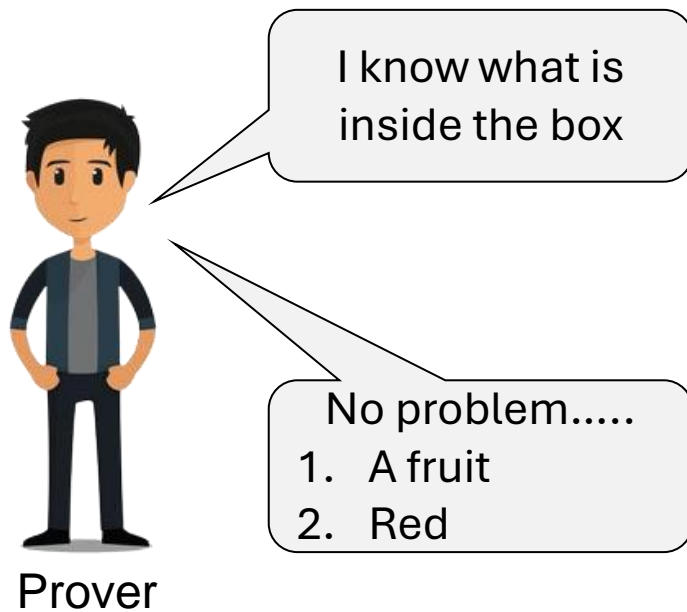 I know what is
inside the box
No problem.....
1. A fruit
2. Red
Prover